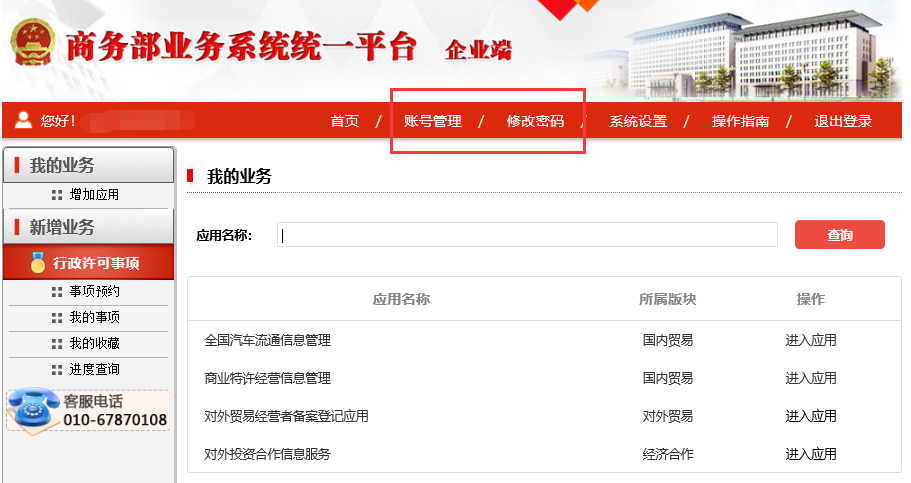 商务部业务系统统一平台 企业端
您好! 首页 / 账号管理 / 修改密码 / 系统设置 / 操作指南 / 退出登录
我的业务
增加应用
新增业务
行政许可事项
事项预约
我的事项
我的收藏
进度查询
客服电话
010-67870108
我的业务
应用名称: 查询
应用名称 所属版块 操作
全国汽车流通信息管理 国内贸易 进入应用
商业特许经营信息管理 国内贸易 进入应用
对外贸易经营者备案登记应用 对外贸易 进入应用
对外投资合作信息服务 经济合作 进入应用